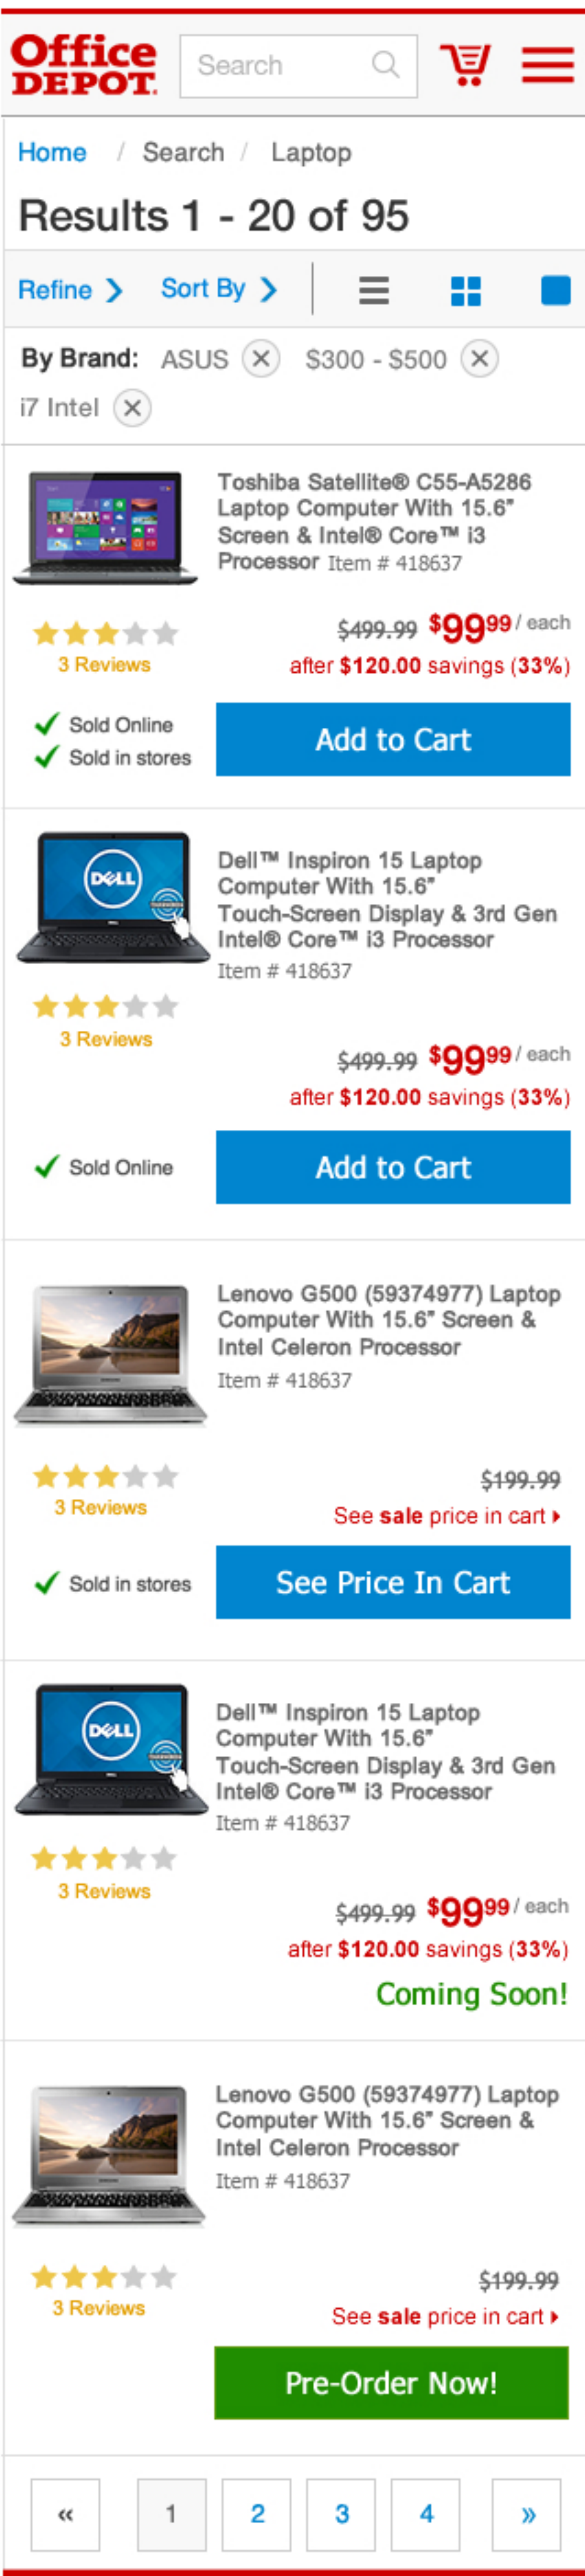 Office
DEPOT.
Search
Home / Search / Laptop
Results 1 - 20 of 95
Refine
Sort By
By Brand: ASUS $300 - $500
i7 Intel
Toshiba Satellite® C55-A5286
Laptop Computer With 15.6"
Screen & Intel® Core™ i3
Processor Item # 418637
3 Reviews
$499.99 $99.99 / each
after $120.00 savings (33%)
Sold Online
Sold in stores
Add to Cart
DELL
Dell™ Inspiron 15 Laptop
Computer With 15.6"
Touch-Screen Display & 3rd Gen
Intel® Core™ i3 Processor
Item # 418637
3 Reviews
$499.99 $99.99 / each
after $120.00 savings (33%)
Sold Online
Add to Cart
Lenovo G500 (59374977) Laptop
Computer With 15.6" Screen &
Intel Celeron Processor
Item # 418637
3 Reviews
$199.99
See sale price in cart
Sold in stores
See Price In Cart
DELL
Dell™ Inspiron 15 Laptop
Computer With 15.6"
Touch-Screen Display & 3rd Gen
Intel® Core™ i3 Processor
Item # 418637
3 Reviews
$499.99 $99.99 / each
after $120.00 savings (33%)
Coming Soon!
Lenovo G500 (59374977) Laptop
Computer With 15.6" Screen &
Intel Celeron Processor
Item # 418637
3 Reviews
$199.99
See sale price in cart
Pre-Order Now!
« 1 2 3 4 »